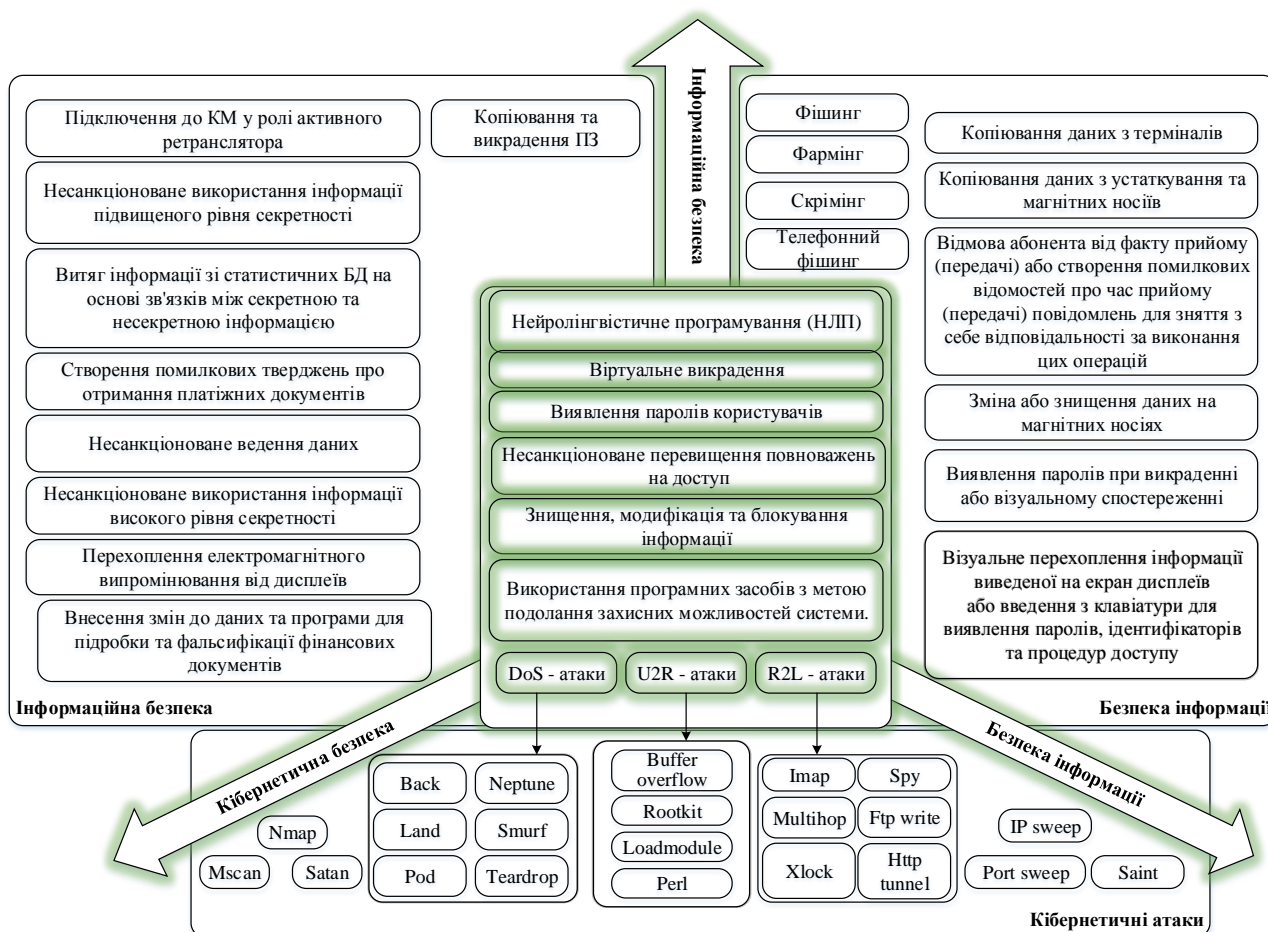 Інформаційна безпека
Підключення до КМ у ролі активного
ретранслятора
Копіювання та
викрадення ПЗ
Несанкціоноване використання інформації
підвищеного рівня секретності
Витяг інформації зі статистичних БД на
основі зв'язків між секретною та
несекретною інформацією
Створення помилкових тверджень про
отримання платіжних документів
Несанкціоноване ведення даних
Несанкціоноване використання інформації
високого рівня секретності
Перехоплення електромагнітного
випромінювання від дисплеїв
Внесення змін до даних та програми для
підробки та фальсифікації фінансових
документів
Інформаційна безпека
Фішинг
Фармінг
Скрімінг
Телефонний
фішинг
Копіювання даних з терміналів
Копіювання даних з устаткування та
магнітних носіїв
Відмова абонента від факту прийому
(передачі) або створення помилкових
відомостей про час прийому
(передачі) повідомлень для зняття з
себе відповідальності за виконання
цих операцій
Зміна або знищення даних на
магнітних носіях
Виявлення паролів при викраденні
або візуальному спостереженні
Візуальне перехоплення інформації
виведеної на екран дисплеїв
або введення з клавіатури для
виявлення паролів, ідентифікаторів
та процедур доступу
Безпека інформації
Нейролінгвістичне програмування (НЛП)
Віртуальне викрадення
Виявлення паролів користувачів
Несанкціоноване перевищення повноважень
на доступ
Знищення, модифікація та блокування
інформації
Використання програмних засобів з метою
подолання захисних можливостей системи.
DoS - атаки
U2R - атаки
R2L - атаки
Кібернетична безпека
Безпека інформації
Nmap
Mscan
Satan
Back
Neptune
Land
Smurf
Pod
Teardrop
Buffer
overflow
Rootkit
Loadmodule
Perl
Imap
Spy
Multihop
Ftp write
Xlock
Http
tunnel
IP sweep
Port sweep
Saint
Кібернетичні атаки